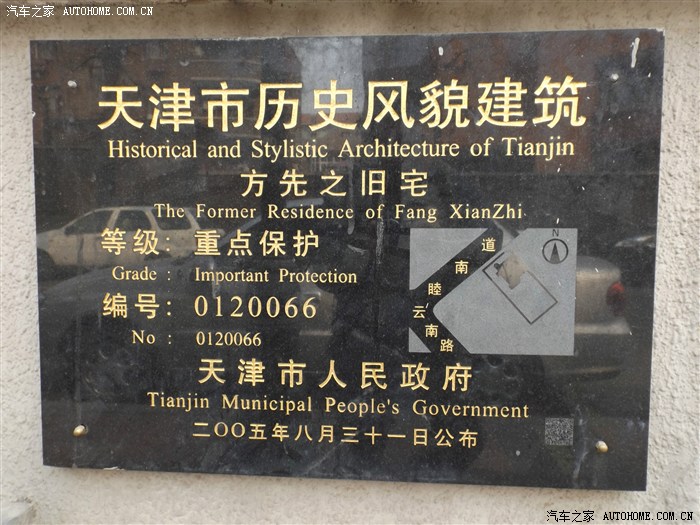 汽车之家 AUTOHOME.COM.CN
天津市历史风貌建筑
Historical and Stylistic Architecture of Tianjin
方先之旧宅
The Former Residence of Fang XianZhi
等级：重点保护
Grade : Important Protection
编号：0120066
No : 0120066
N
睦南道
云南路
天津市人民政府
Tianjin Municipal People's Government
二〇〇五年八月三十一日公布
汽车之家 AUTOHOME.COM.CN